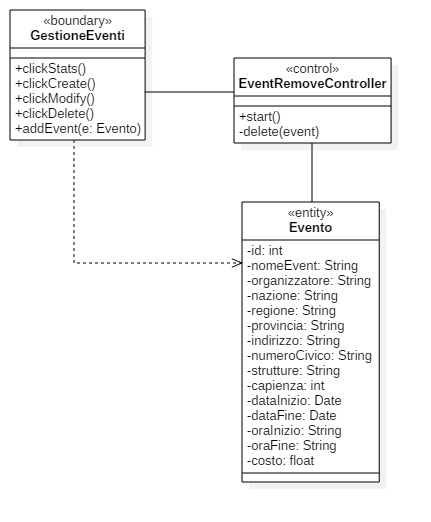 «boundary»
GestioneEventi
+clickStats()
+clickCreate()
+clickModify()
+clickDelete()
+addEvent(e: Evento)
«control»
EventRemoveController
+start()
-delete(event)
«entity»
Evento
-id: int
-nomeEvent: String
-organizzatore: String
-nazione: String
-regione: String
-provincia: String
-indirizzo: String
-numeroCivico: String
-strutture: String
-capienza: int
-dataInizio: Date
-dataFine: Date
-oraInizio: String
-oraFine: String
-costo: float